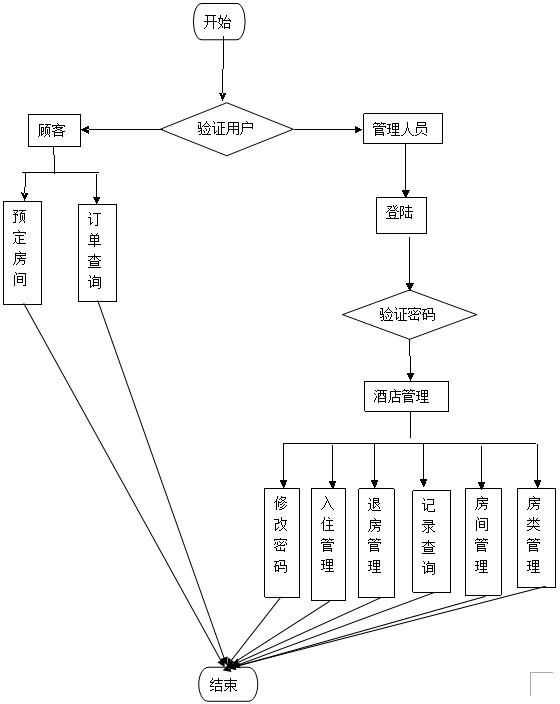 开始
验证用户
顾客
管理人员
预定房间
订单查询
登陆
验证密码
酒店管理
修改密码
入住管理
退房管理
记录查询
房间管理
房类管理
结束